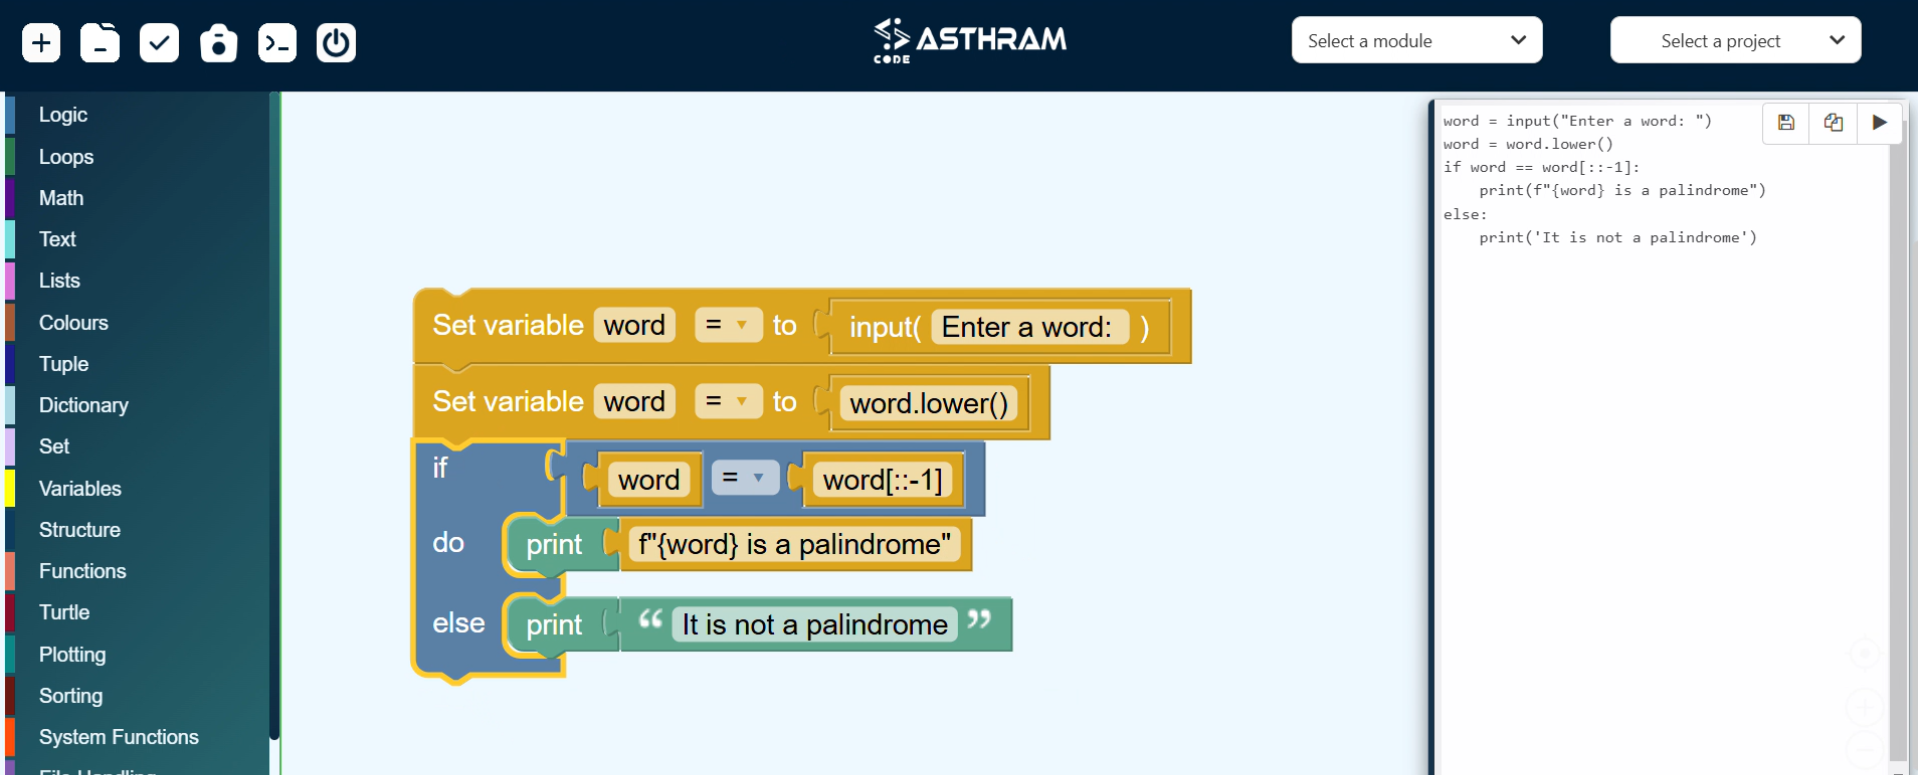 ASTHRAM
CODE
Select a module
Select a project
Logic
Loops
Math
Text
Lists
Colours
Tuple
Dictionary
Set
Variables
Structure
Functions
Turtle
Plotting
Sorting
System Functions
File Handling
Set variable word = to input( Enter a word: )
Set variable word = to word.lower()
if word = word[::-1]
do print f"{word} is a palindrome"
else print “ It is not a palindrome ”
word = input("Enter a word: ")
word = word.lower()
if word == word[::-1]:
    print(f"{word} is a palindrome")
else:
    print('It is not a palindrome')